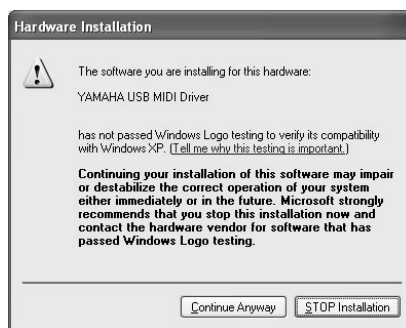 Hardware Installation
The software you are installing for this hardware:
YAMAHA USB MIDI Driver
has not passed Windows Logo testing to verify its compatibility
with Windows XP. (Tell me why this testing is important.)
Continuing your installation of this software may impair
or destabilize the correct operation of your system
either immediately or in the future. Microsoft strongly
recommends that you stop this installation now and
contact the hardware vendor for software that has
passed Windows Logo testing.
Continue Anyway
STOP Installation